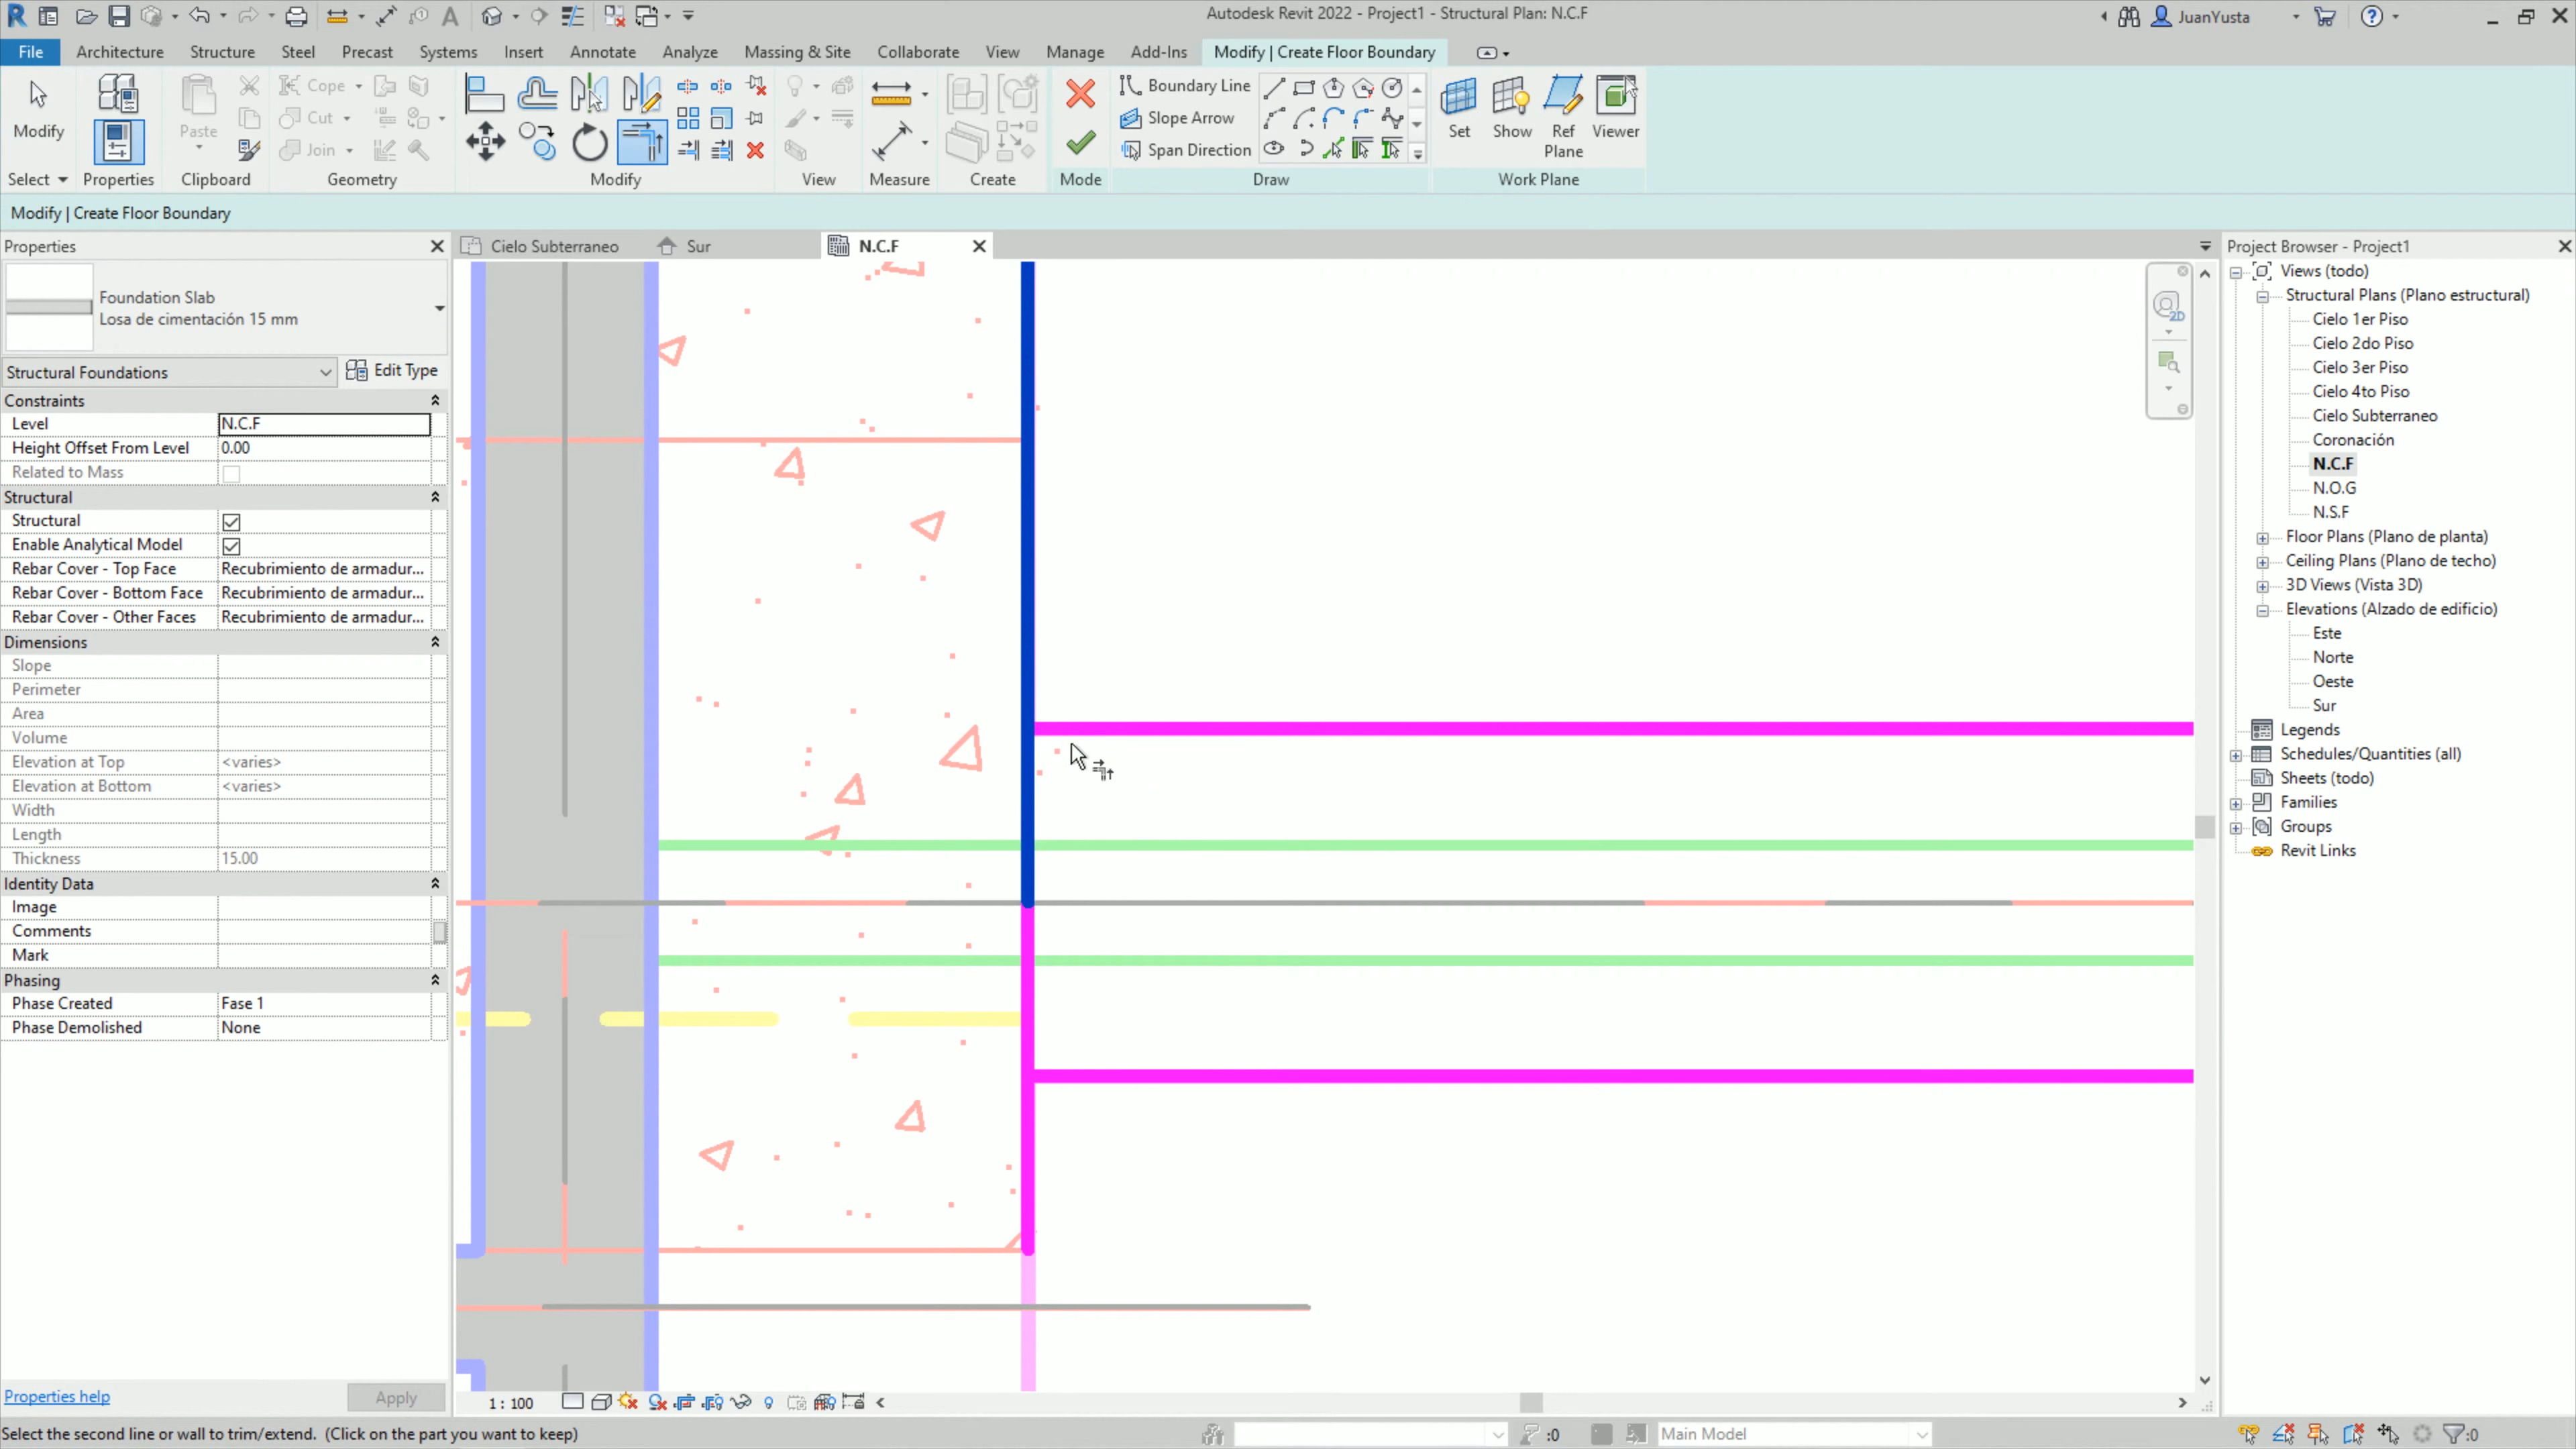 Autodesk Revit 2022 - Project1 - Structural Plan: N.C.F
JuanYusta
File Architecture Structure Steel Precast Systems Insert Annotate Analyze Massing & Site Collaborate View Manage Add-Ins Modify | Create Floor Boundary
Modify
Paste
Cope
Cut
Join
Boundary Line
Slope Arrow
Span Direction
Set Show Ref Plane Viewer
Select Properties Clipboard Geometry Modify View Measure Create Mode Draw Work Plane
Modify | Create Floor Boundary
Properties
Foundation Slab
Losa de cimentación 15 mm
Structural Foundations
Edit Type
Constraints
Level N.C.F
Height Offset From Level 0.00
Related to Mass
Structural
Structural
Enable Analytical Model
Rebar Cover - Top Face Recubrimiento de armadur...
Rebar Cover - Bottom Face Recubrimiento de armadur...
Rebar Cover - Other Faces Recubrimiento de armadur...
Dimensions
Slope
Perimeter
Area
Volume
Elevation at Top <varies>
Elevation at Bottom <varies>
Width
Length
Thickness 15.00
Identity Data
Image
Comments
Mark
Phasing
Phase Created Fase 1
Phase Demolished None
Properties help
Apply
Cielo Subterraneo
Sur
N.C.F
2D
1 : 100
Project Browser - Project1
Views (todo)
Structural Plans (Plano estructural)
Cielo 1er Piso
Cielo 2do Piso
Cielo 3er Piso
Cielo 4to Piso
Cielo Subterraneo
Coronación
N.C.F
N.O.G
N.S.F
Floor Plans (Plano de planta)
Ceiling Plans (Plano de techo)
3D Views (Vista 3D)
Elevations (Alzado de edificio)
Este
Norte
Oeste
Sur
Legends
Schedules/Quantities (all)
Sheets (todo)
Families
Groups
Revit Links
Select the second line or wall to trim/extend. (Click on the part you want to keep)
:0
Main Model
:0